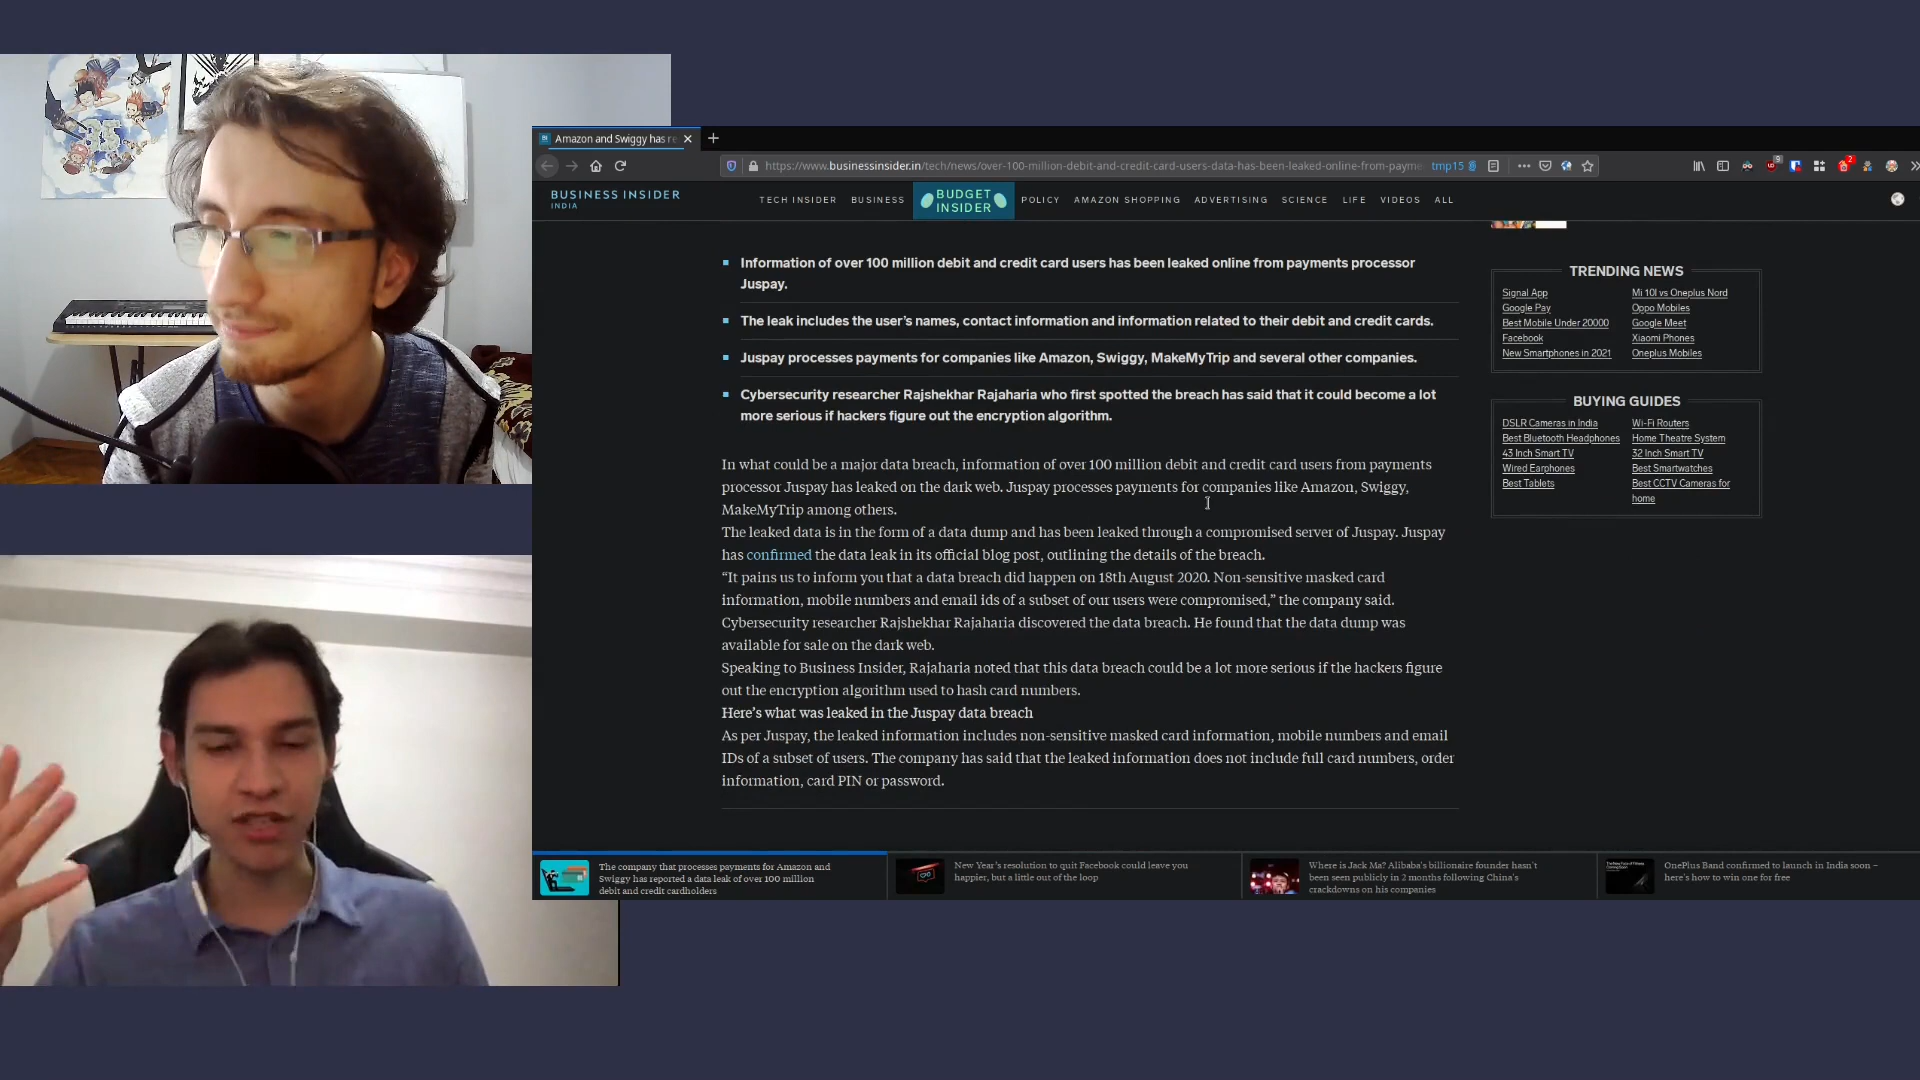 Amazon and Swiggy has re
https://www.businessinsider.in/tech/news/over-100-million-debit-and-credit-card-users-data-has-been-leaked-online-from-payme
tmp15
9
2
BUSINESS INSIDER
INDIA
TECH INSIDER
BUSINESS
BUDGET
INSIDER
POLICY
AMAZON SHOPPING
ADVERTISING
SCIENCE
LIFE
VIDEOS
ALL
Information of over 100 million debit and credit card users has been leaked online from payments processor
Juspay.
The leak includes the user's names, contact information and information related to their debit and credit cards.
Juspay processes payments for companies like Amazon, Swiggy, MakeMyTrip and several other companies.
Cybersecurity researcher Rajshekhar Rajaharia who first spotted the breach has said that it could become a lot
more serious if hackers figure out the encryption algorithm.
In what could be a major data breach, information of over 100 million debit and credit card users from payments
processor Juspay has leaked on the dark web. Juspay processes payments for companies like Amazon, Swiggy,
MakeMyTrip among others.
The leaked data is in the form of a data dump and has been leaked through a compromised server of Juspay. Juspay
has confirmed the data leak in its official blog post, outlining the details of the breach.
“It pains us to inform you that a data breach did happen on 18th August 2020. Non-sensitive masked card
information, mobile numbers and email ids of a subset of our users were compromised,” the company said.
Cybersecurity researcher Rajshekhar Rajaharia discovered the data breach. He found that the data dump was
available for sale on the dark web.
Speaking to Business Insider, Rajaharia noted that this data breach could be a lot more serious if the hackers figure
out the encryption algorithm used to hash card numbers.
Here's what was leaked in the Juspay data breach
As per Juspay, the leaked information includes non-sensitive masked card information, mobile numbers and email
IDs of a subset of users. The company has said that the leaked information does not include full card numbers, order
information, card PIN or password.
TRENDING NEWS
Signal App
Mi 10I vs Oneplus Nord
Google Pay
Oppo Mobiles
Best Mobile Under 20000
Google Meet
Facebook
Xiaomi Phones
New Smartphones in 2021
Oneplus Mobiles
BUYING GUIDES
DSLR Cameras in India
Wi-Fi Routers
Best Bluetooth Headphones
Home Theatre System
43 Inch Smart TV
32 Inch Smart TV
Wired Earphones
Best Smartwatches
Best Tablets
Best CCTV Cameras for
home
The company that processes payments for Amazon and
Swiggy has reported a data leak of over 100 milllion
debit and credit cardholders
New Year's resolution to quit Facebook could leave you
happier, but a little out of the loop
Where is Jack Ma? Alibaba's billionaire founder hasn't
been seen publicly in 2 months following China's
crackdowns on his companies
OnePlus Band confirmed to launch in India soon –
here's how to win one for free